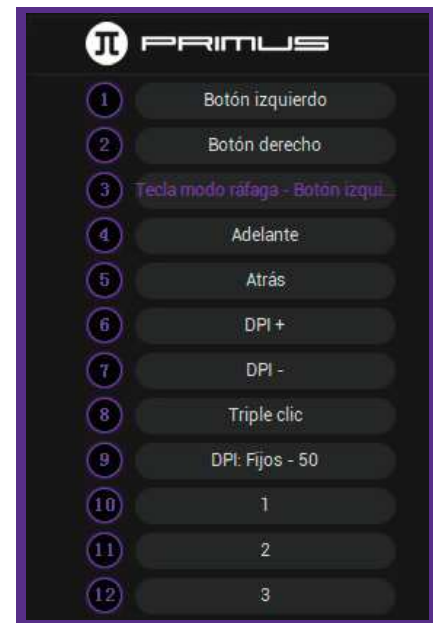 PRIMUS
1 Botón izquierdo
2 Botón derecho
3 Tecla modo ráfaga - Botón izqui...
4 Adelante
5 Atrás
6 DPI +
7 DPI -
8 Triple clic
9 DPI: Fijos - 50
10 1
11 2
12 3